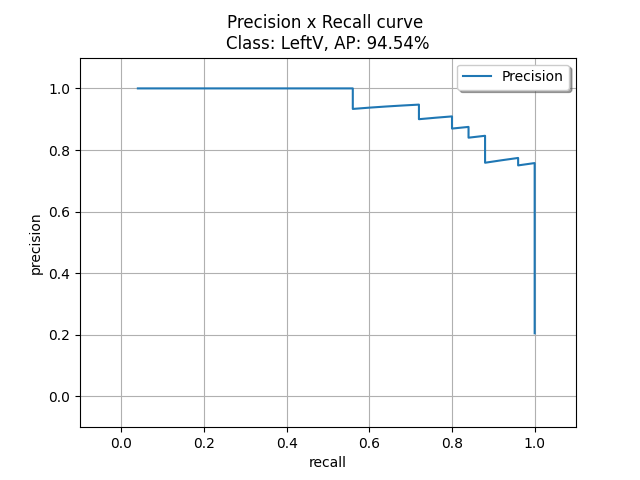 Precision x Recall curve
Class: LeftV, AP: 94.54%
Precision
1.0
0.8
0.6
0.4
0.2
0.0
precision
0.0 0.2 0.4 0.6 0.8 1.0
recall